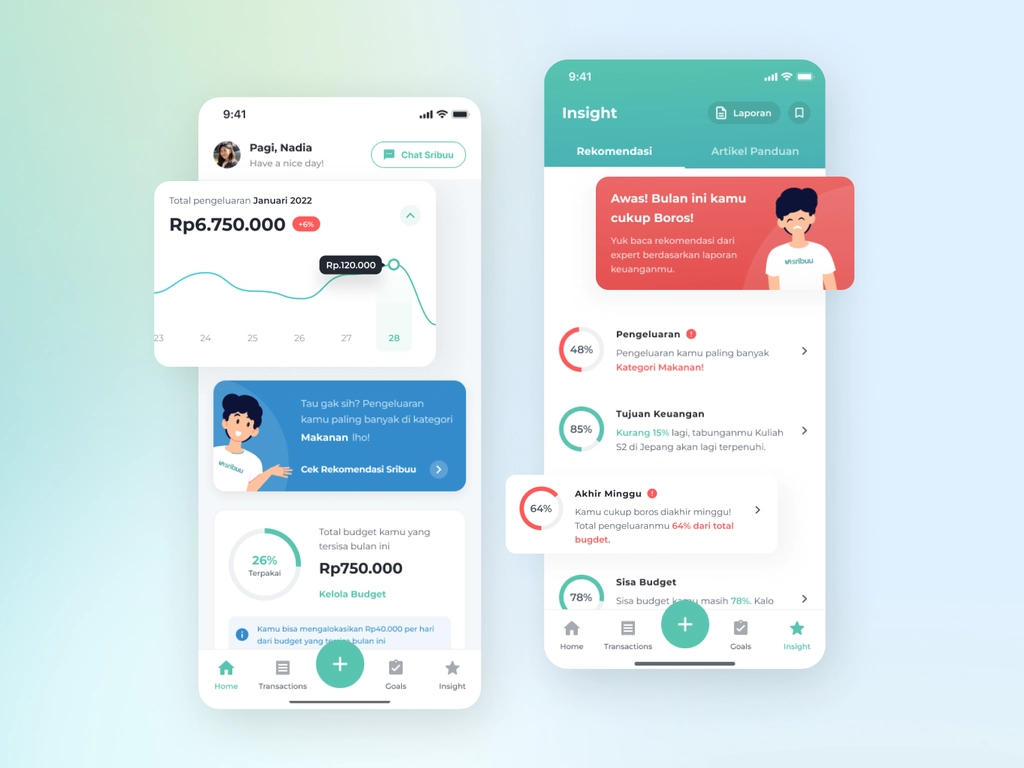 9:41
Pagi, Nadia
Have a nice day!
Chat Sribuu
Total pengeluaran Januari 2022
Rp6.750.000 +6%
Rp.120.000
23 24 25 26 27 28
Tau gak sih? Pengeluaran
kamu paling banyak di kategori
Makanan lho!
Cek Rekomendasi Sribuu
sribuu
26%
Terpakai
Total budget kamu yang
tersisa bulan ini
Rp750.000
Kelola Budget
Kamu bisa mengalokasikan Rp40.000 per hari
dari budget yang tersisa bulan ini
Home Transactions Goals Insight
9:41
Insight
Laporan
Rekomendasi Artikel Panduan
Awas! Bulan ini kamu
cukup Boros!
Yuk baca rekomendasi dari
expert berdasarkan laporan
keuanganmu.
sribuu
48%
Pengeluaran
Pengeluaran kamu paling banyak
Kategori Makanan!
85%
Tujuan Keuangan
Kurang 15% lagi, tabunganmu Kuliah
S2 di Jepang akan lagi terpenuhi.
64%
Akhir Minggu
Kamu cukup boros diakhir minggu!
Total pengeluaranmu 64% dari total
bugdet.
78%
Sisa Budget
Sisa budget kamu masih 78%. Kalo
Home Transactions Goals Insight